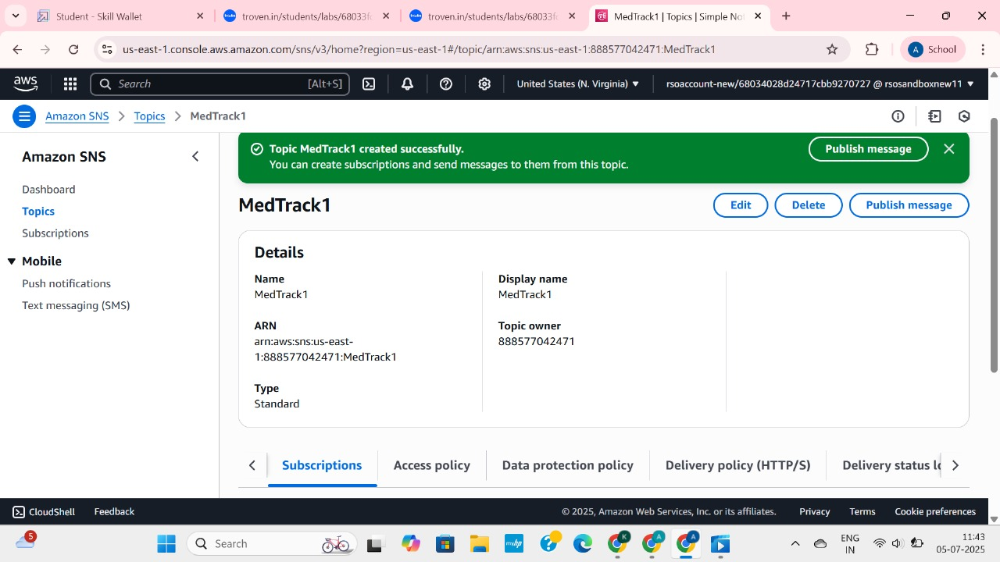 Student - Skill Wallet
troven.in/students/labs/68033f
troven.in/students/labs/68033f
MedTrack1 | Topics | Simple Not
us-east-1.console.aws.amazon.com/sns/v3/home?region=us-east-1#/topic/arn:aws:sns:us-east-1:888577042471:MedTrack1
A School
aws
Search [Alt+S]
United States (N. Virginia)
rsoaccount-new/68034028d24717cbb9270727 @ rsosandboxnew11
Amazon SNS > Topics > MedTrack1
Amazon SNS
Dashboard
Topics
Subscriptions
Mobile
Push notifications
Text messaging (SMS)
Topic MedTrack1 created successfully.
You can create subscriptions and send messages to them from this topic.
Publish message
MedTrack1
Edit
Delete
Publish message
Details
Name
MedTrack1
ARN
arn:aws:sns:us-east-
1:888577042471:MedTrack1
Type
Standard
Display name
MedTrack1
Topic owner
888577042471
Subscriptions
Access policy
Data protection policy
Delivery policy (HTTP/S)
Delivery status lo
CloudShell
Feedback
© 2025, Amazon Web Services, Inc. or its affiliates.
Privacy
Terms
Cookie preferences
5
Search
myhp
K
A
A
ENG
IN
11:43
05-07-2025